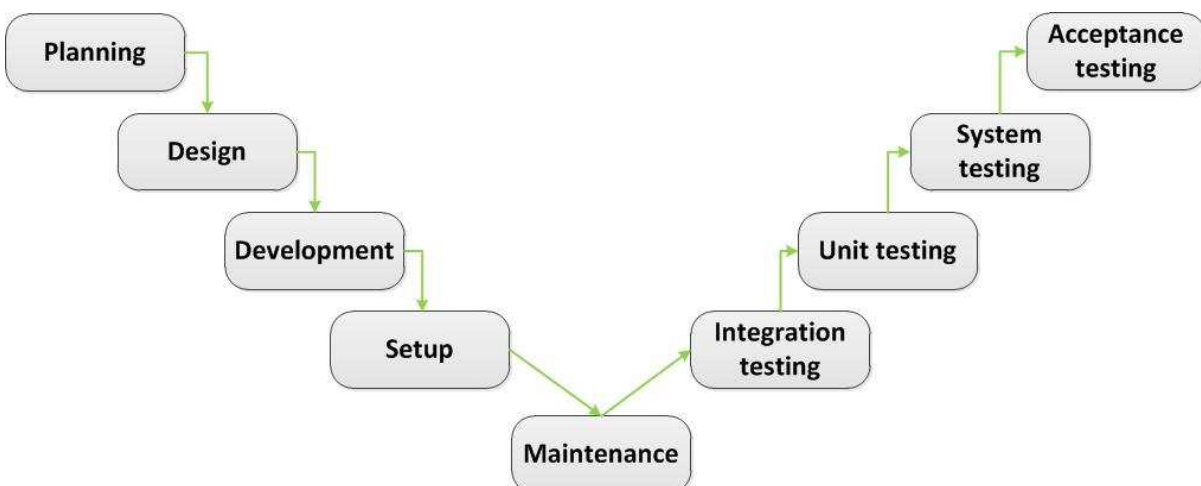 Planning
Design
Development
Setup
Maintenance
Integration
testing
Unit testing
System
testing
Acceptance
testing